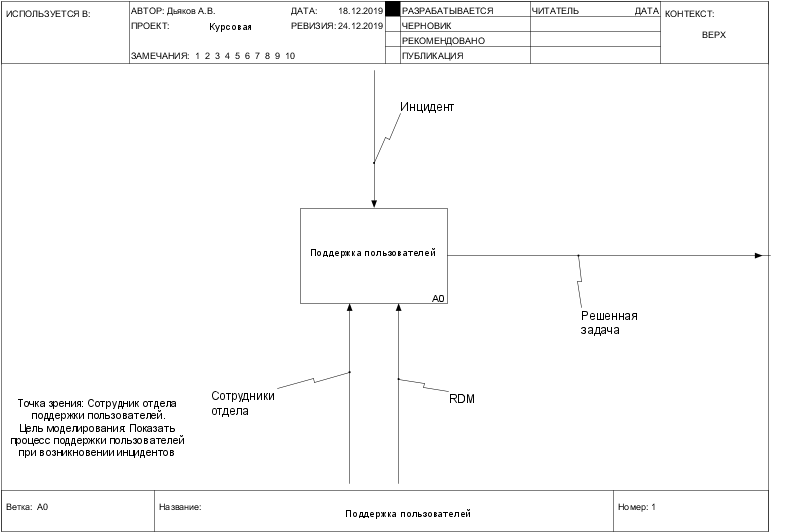 ИСПОЛЬЗУЕТСЯ В:
АВТОР: Дьяков А.В.
ДАТА: 18.12.2019
РАЗРАБАТЫВАЕТСЯ
ЧИТАТЕЛЬ
ДАТА
КОНТЕКСТ:
ПРОЕКТ: Курсовая
РЕВИЗИЯ: 24.12.2019
ЧЕРНОВИК
РЕКОМЕНДОВАНО
ВЕРХ
ЗАМЕЧАНИЯ: 1 2 3 4 5 6 7 8 9 10
ПУБЛИКАЦИЯ
Инцидент
Поддержка пользователей
A0
Решенная
задача
Сотрудники
отдела
RDM
Точка зрения: Сотрудник отдела
поддержки пользователей.
Цель моделирования: Показать
процесс поддержки пользователей
при возникновении инцидентов
Ветка: A0
Название:
Поддержка пользователей
Номер: 1